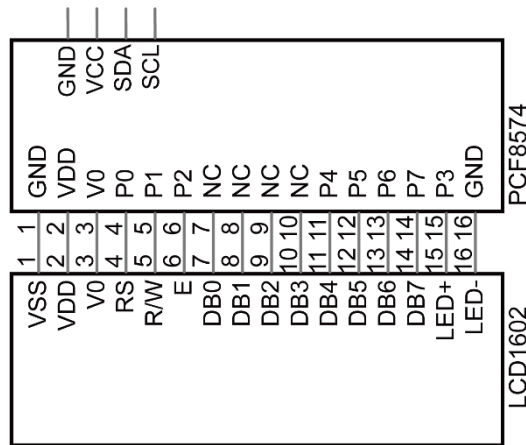 GND VCC SDA SCL
PCF8574
GND VDD V0 P0 P1 P2 NC NC NC NC P4 P5 P6 P7 P3 GND
1 2 3 4 5 6 7 8 9 10 11 12 13 14 15 16
1 2 3 4 5 6 7 8 9 10 11 12 13 14 15 16
VSS VDD V0 RS R/W E DB0 DB1 DB2 DB3 DB4 DB5 DB6 DB7 LED+ LED-
LCD1602